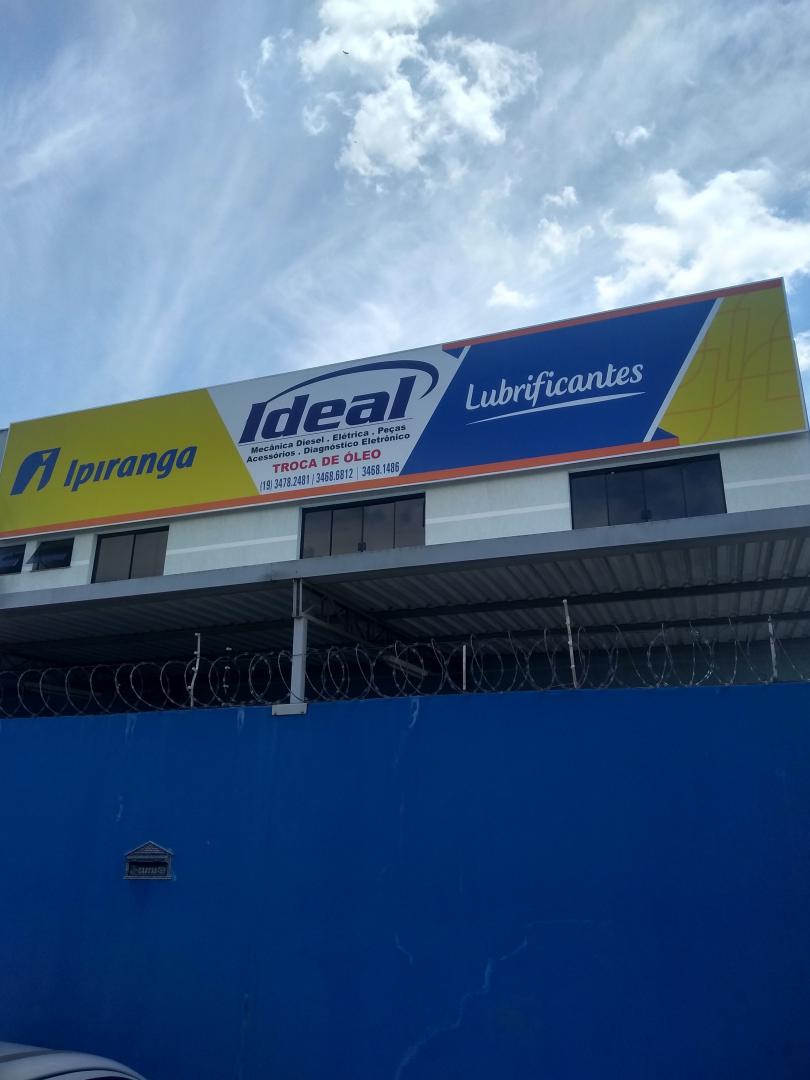 Ipiranga
Ideal
Mecânica Diesel . Elétrica . Peças
Acessórios . Diagnóstico Eletrônico
TROCA DE ÓLEO
(19) 3478.2481 / 3468.6812 / 3468.1486
Lubrificantes